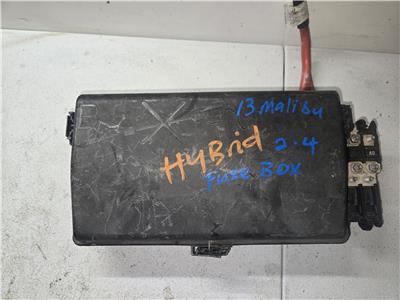 13 Malibu
HyBrid 2.4
Fuse Box